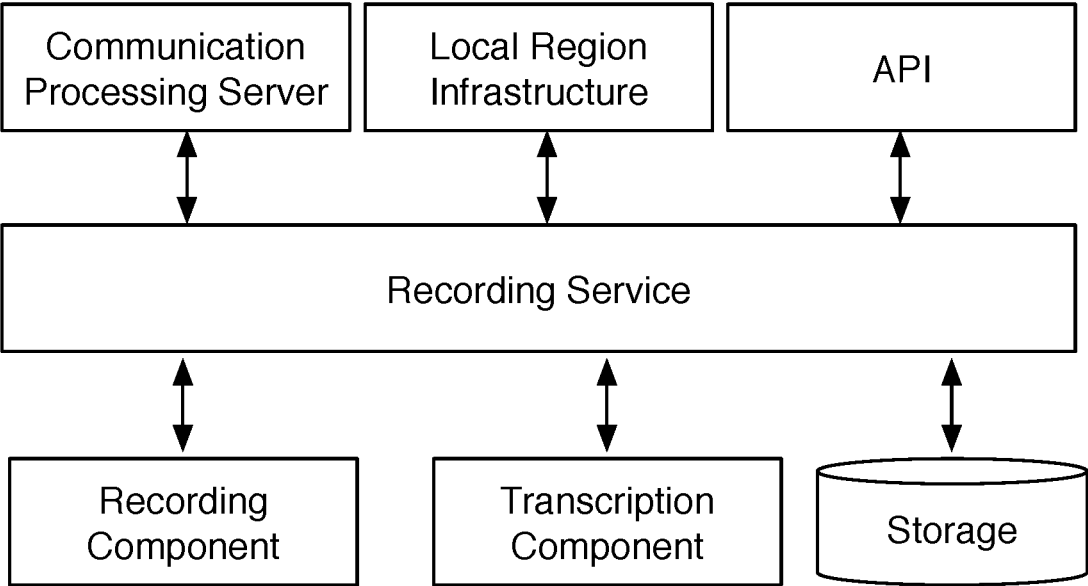 Communication
Processing Server
Local Region
Infrastructure
API
Recording Service
Recording
Component
Transcription
Component
Storage